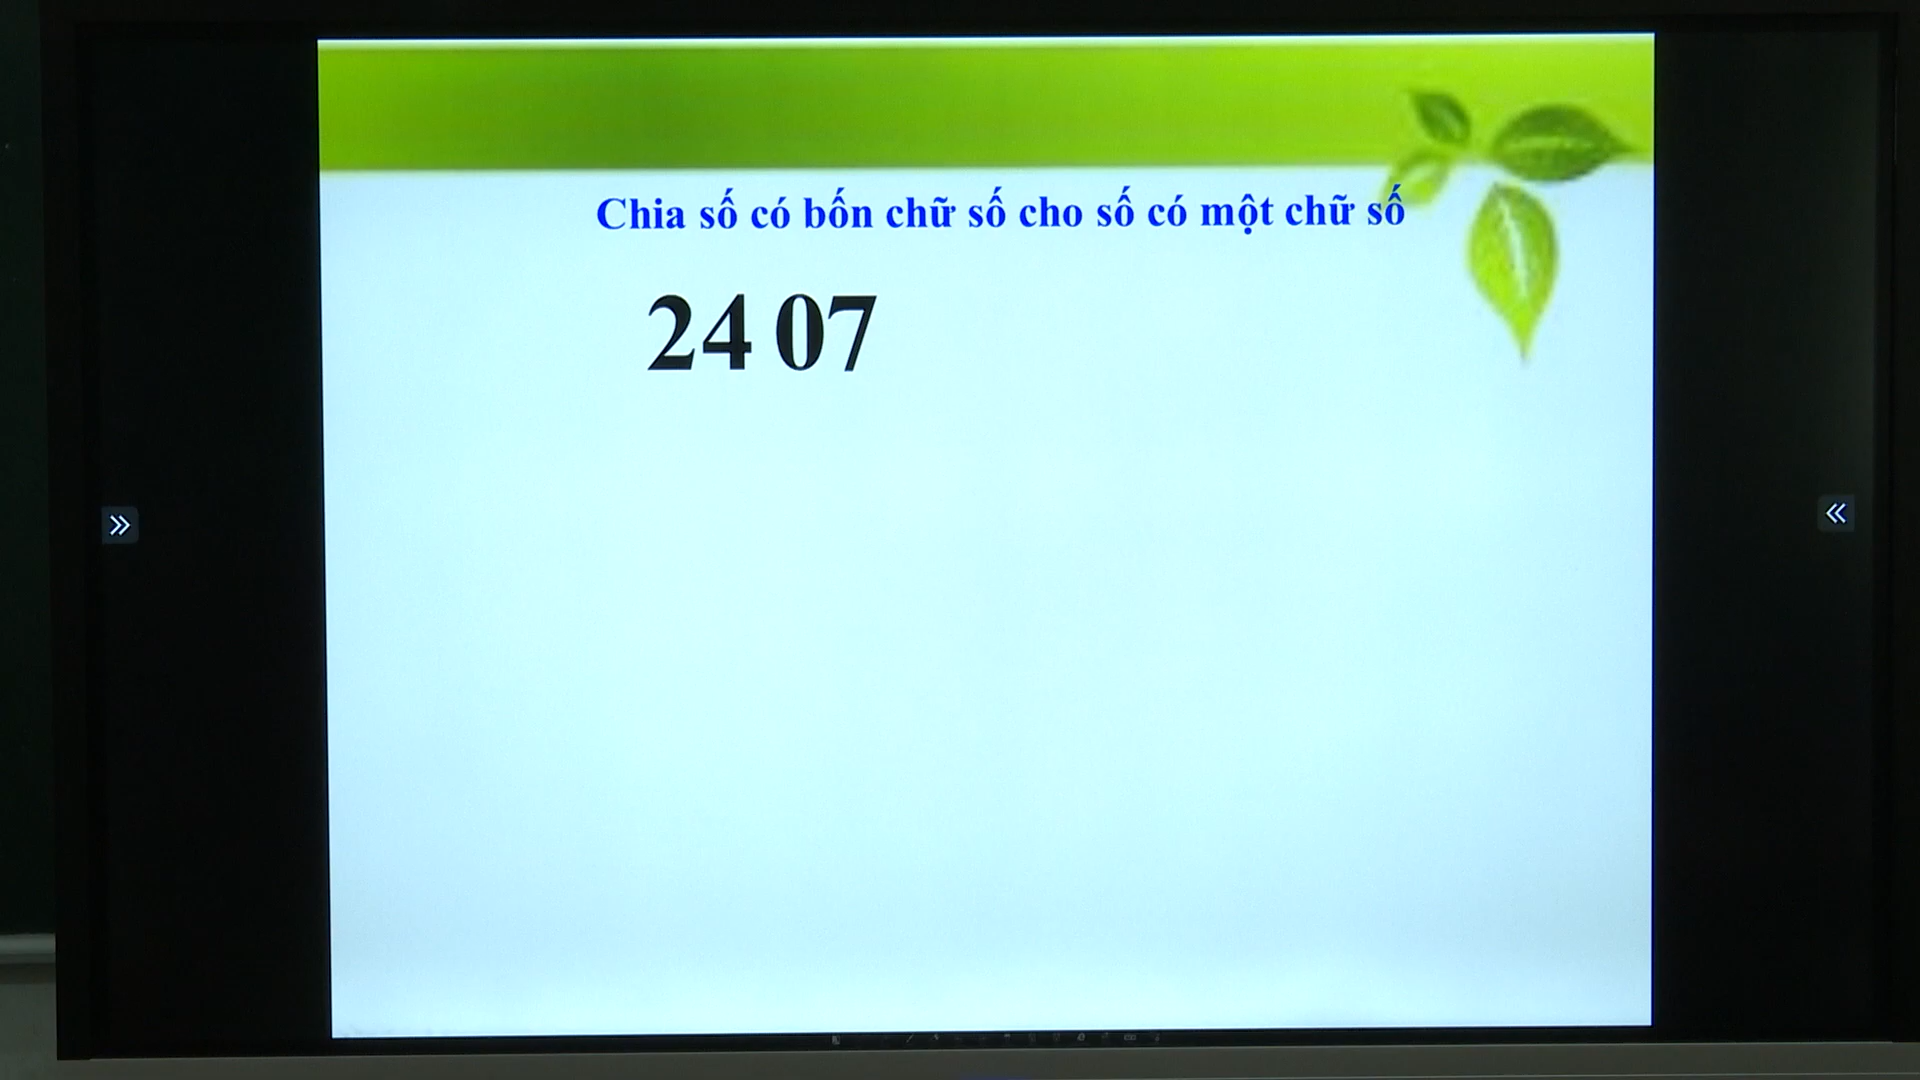 Chia số có bốn chữ số cho số có một chữ số
24 07